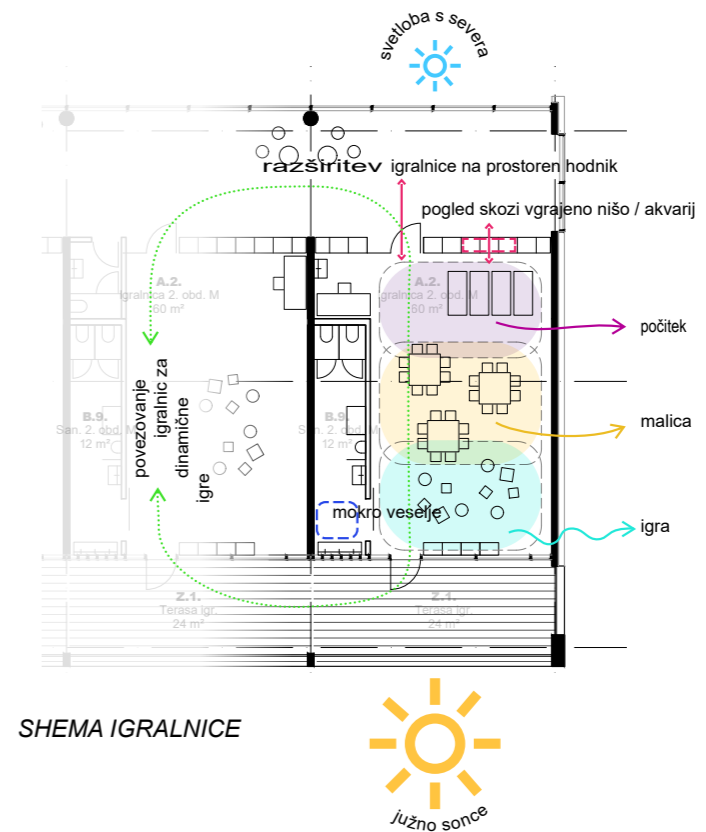 svetloba s severa
razširitev igralnice na prostoren hodnik
pogled skozi vgrajeno nišo / akvarij
A.2.
Igralnica 2. obd. M
60 m²
A.2.
Igralnica 2. obd. M
60 m²
počitek
povezovanje
igralnic za
dinamične
igre
B.9.
San. 2. obd. M
12 m²
B.9.
San. 2. obd. M
12 m²
malica
mokro veselje
igra
Z.1.
Terasa igr.
24 m²
Z.1.
Terasa igr.
24 m²
SHEMA IGRALNICE
južno sonce